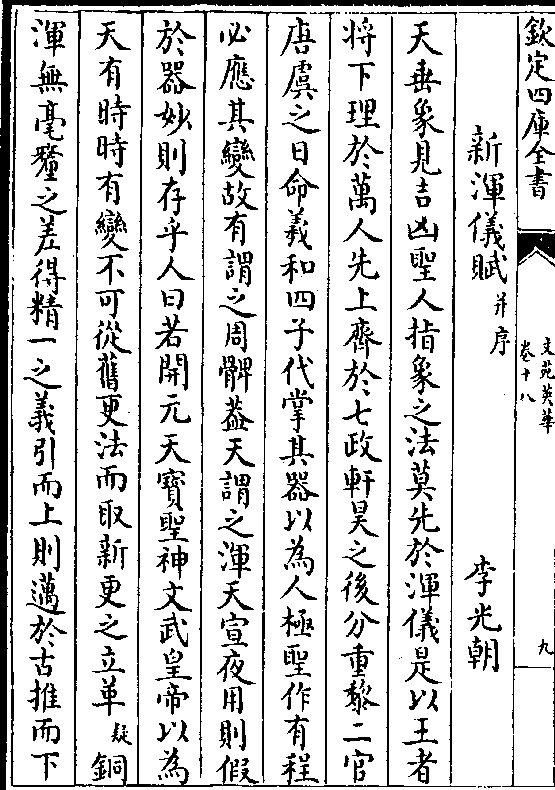 欽定四庫全書
文苑英華
卷十八
九
新渾儀賦并序
李光朝
天垂象見吉凶聖人指象之法莫先於渾儀是以王者
将下理於萬人先上齊於七政軒昊之後分重黎二官
唐虞之日命羲和四子代掌其器以為人極聖作有程
必應其變故有謂之周髀葢天謂之渾天宣夜用則假
於器妙則存乎人曰若開元天寳聖神文武皇帝以為
天有時時有變不可從舊更法而取新更之立单疑銅
渾無毫釐之差得精一之義引而上則邁於古推而下